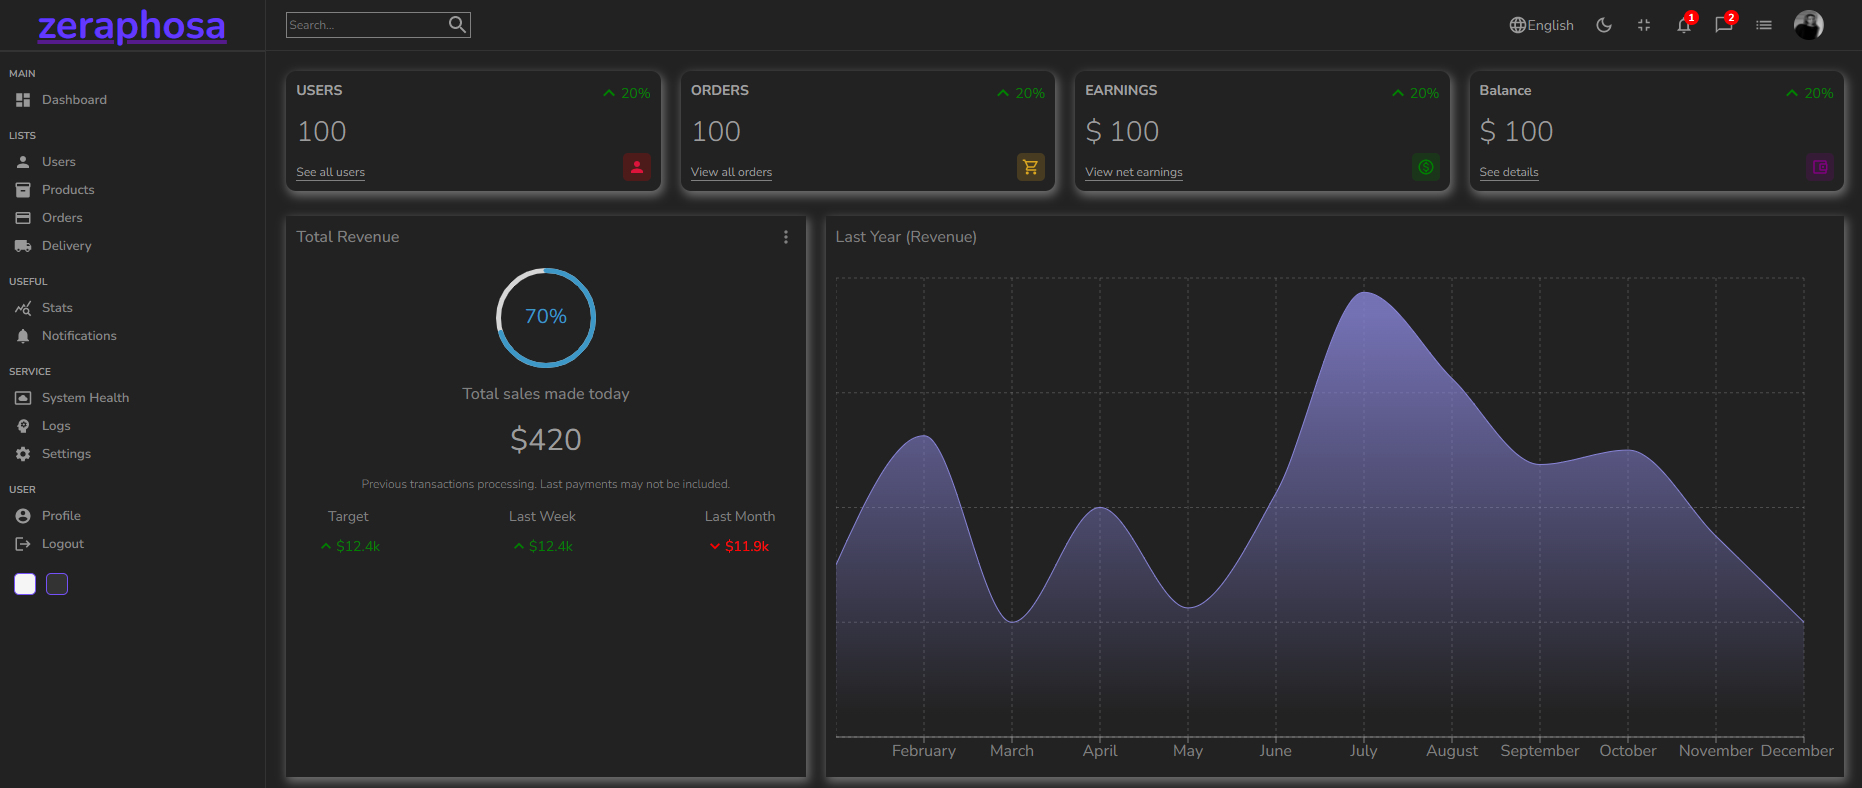 zeraphosa
Search...
English
1
2
MAIN
Dashboard
LISTS
Users
Products
Orders
Delivery
USEFUL
Stats
Notifications
SERVICE
System Health
Logs
Settings
USER
Profile
Logout
USERS
20%
100
See all users
ORDERS
20%
100
View all orders
EARNINGS
20%
$ 100
View net earnings
Balance
20%
$ 100
See details
Total Revenue
70%
Total sales made today
$420
Previous transactions processing. Last payments may not be included.
Target Last Week Last Month
$12.4k $12.4k $11.9k
Last Year (Revenue)
February March April May June July August September October November December